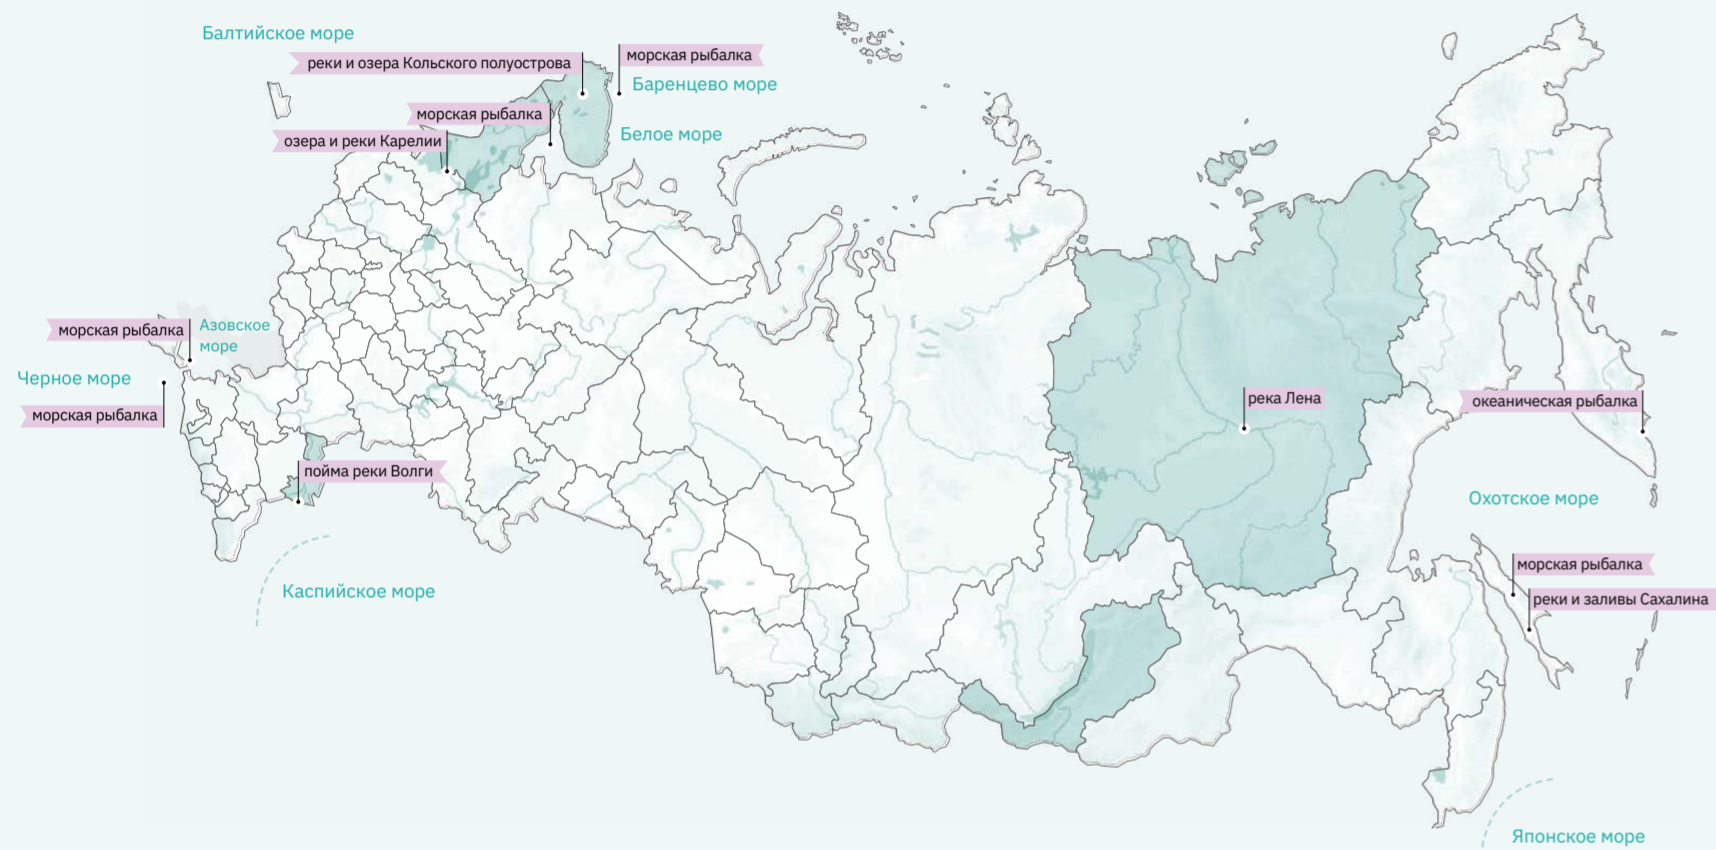 Балтийское море
реки и озера Кольского полуострова
морская рыбалка
Баренцево море
морская рыбалка
Белое море
озера и реки Карелии
морская рыбалка
Азовское
море
Черное море
морская рыбалка
река Лена
океаническая рыбалка
пойма реки Волги
Охотское море
Каспийское море
морская рыбалка
реки и заливы Сахалина
Японское море